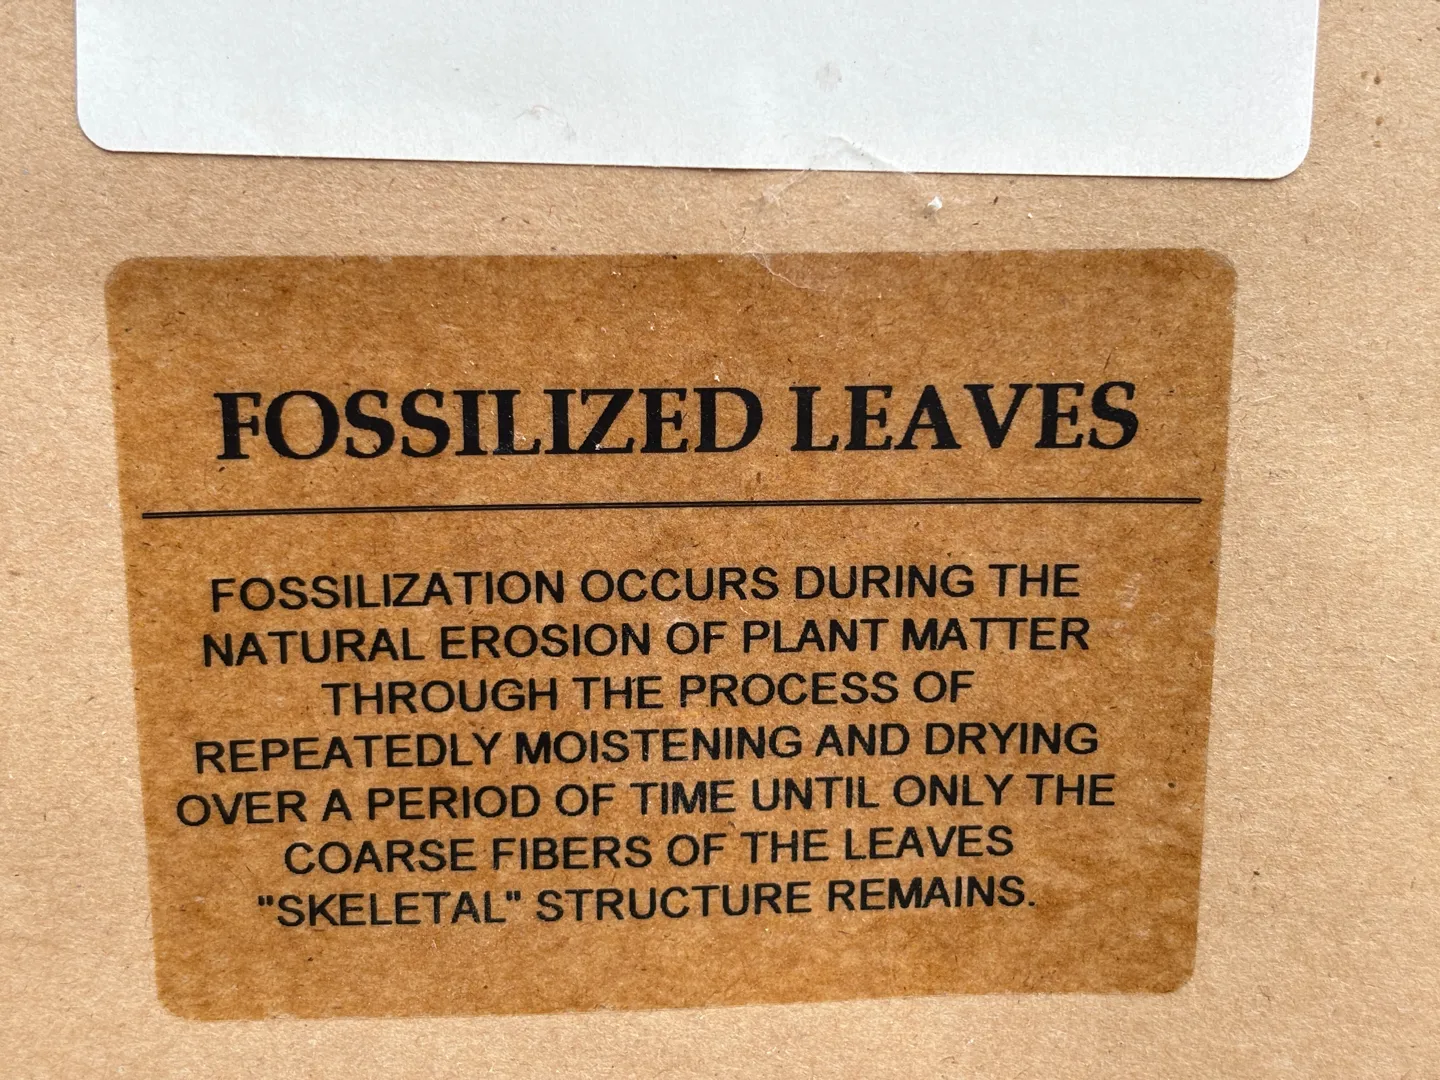 FOSSILIZED LEAVES
FOSSILIZATION OCCURS DURING THE
NATURAL EROSION OF PLANT MATTER
THROUGH THE PROCESS OF
REPEATEDLY MOISTENING AND DRYING
OVER A PERIOD OF TIME UNTIL ONLY THE
COARSE FIBERS OF THE LEAVES
"SKELETAL" STRUCTURE REMAINS.